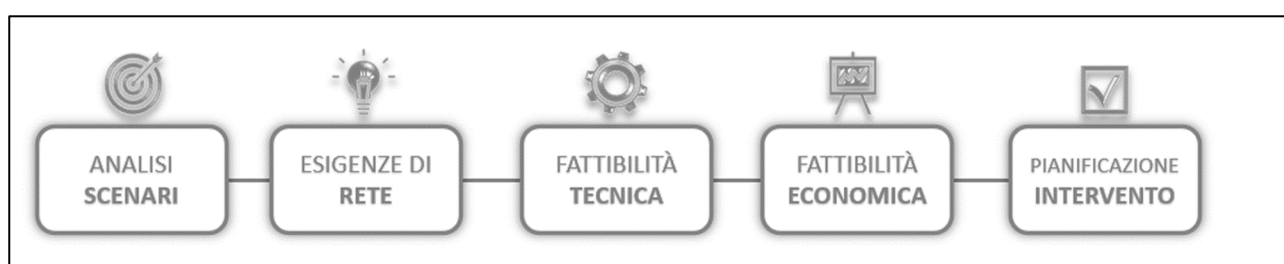 ANALISI
SCENARI
ESIGENZE DI
RETE
FATTIBILITÀ
TECNICA
FATTIBILITÀ
ECONOMICA
PIANIFICAZIONE
INTERVENTO